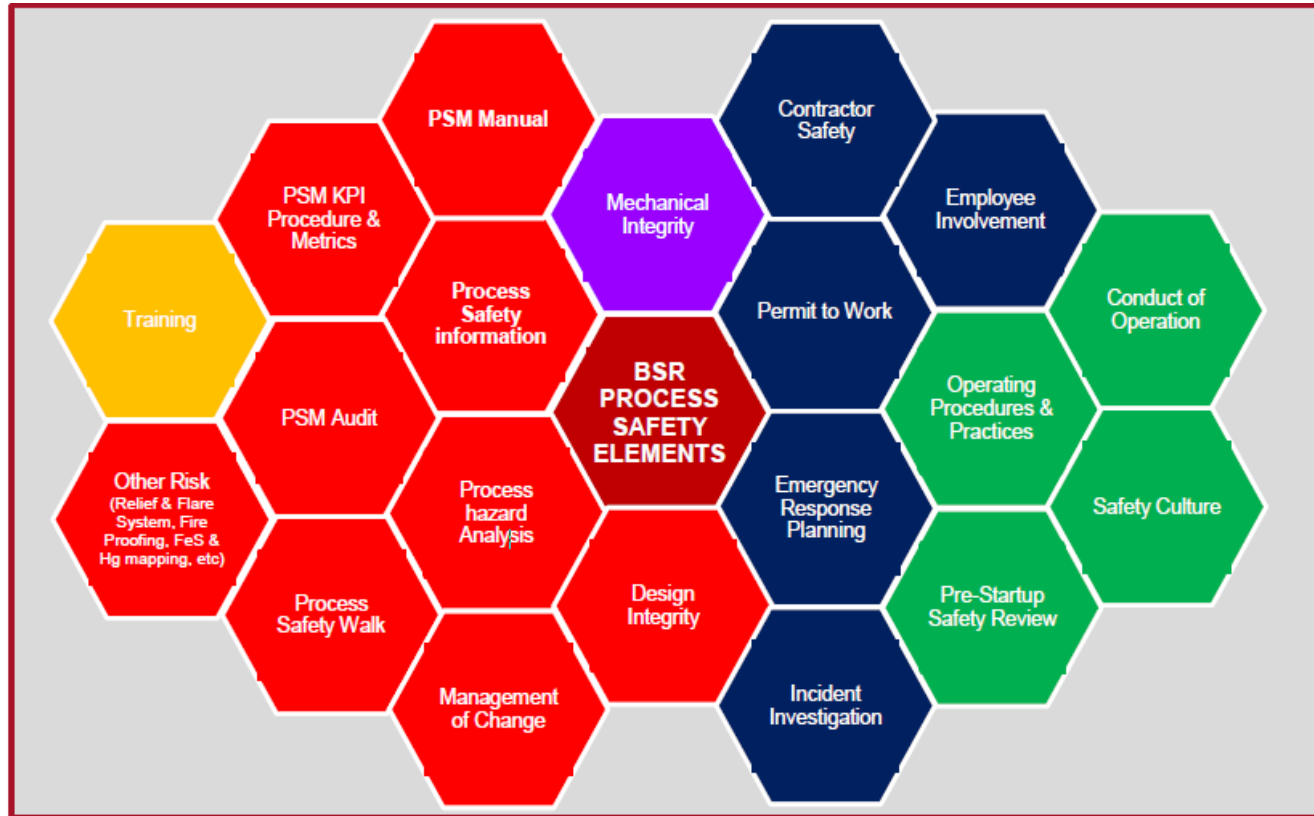 PSM Manual
Contractor
Safety
PSM KPI
Procedure &
Metrics
Mechanical
Integrity
Employee
Involvement
Training
Process
Safety
information
Permit to Work
Conduct of
Operation
PSM Audit
BSR
PROCESS
SAFETY
ELEMENTS
Operating
Procedures &
Practices
Other Risk
(Relief & Flare
System, Fire
Proofing, FeS &
Hg mapping, etc)
Process
hazard
Analysis
Emergency
Response
Planning
Safety Culture
Process
Safety Walk
Design
Integrity
Pre-Startup
Safety Review
Management
of Change
Incident
Investigation